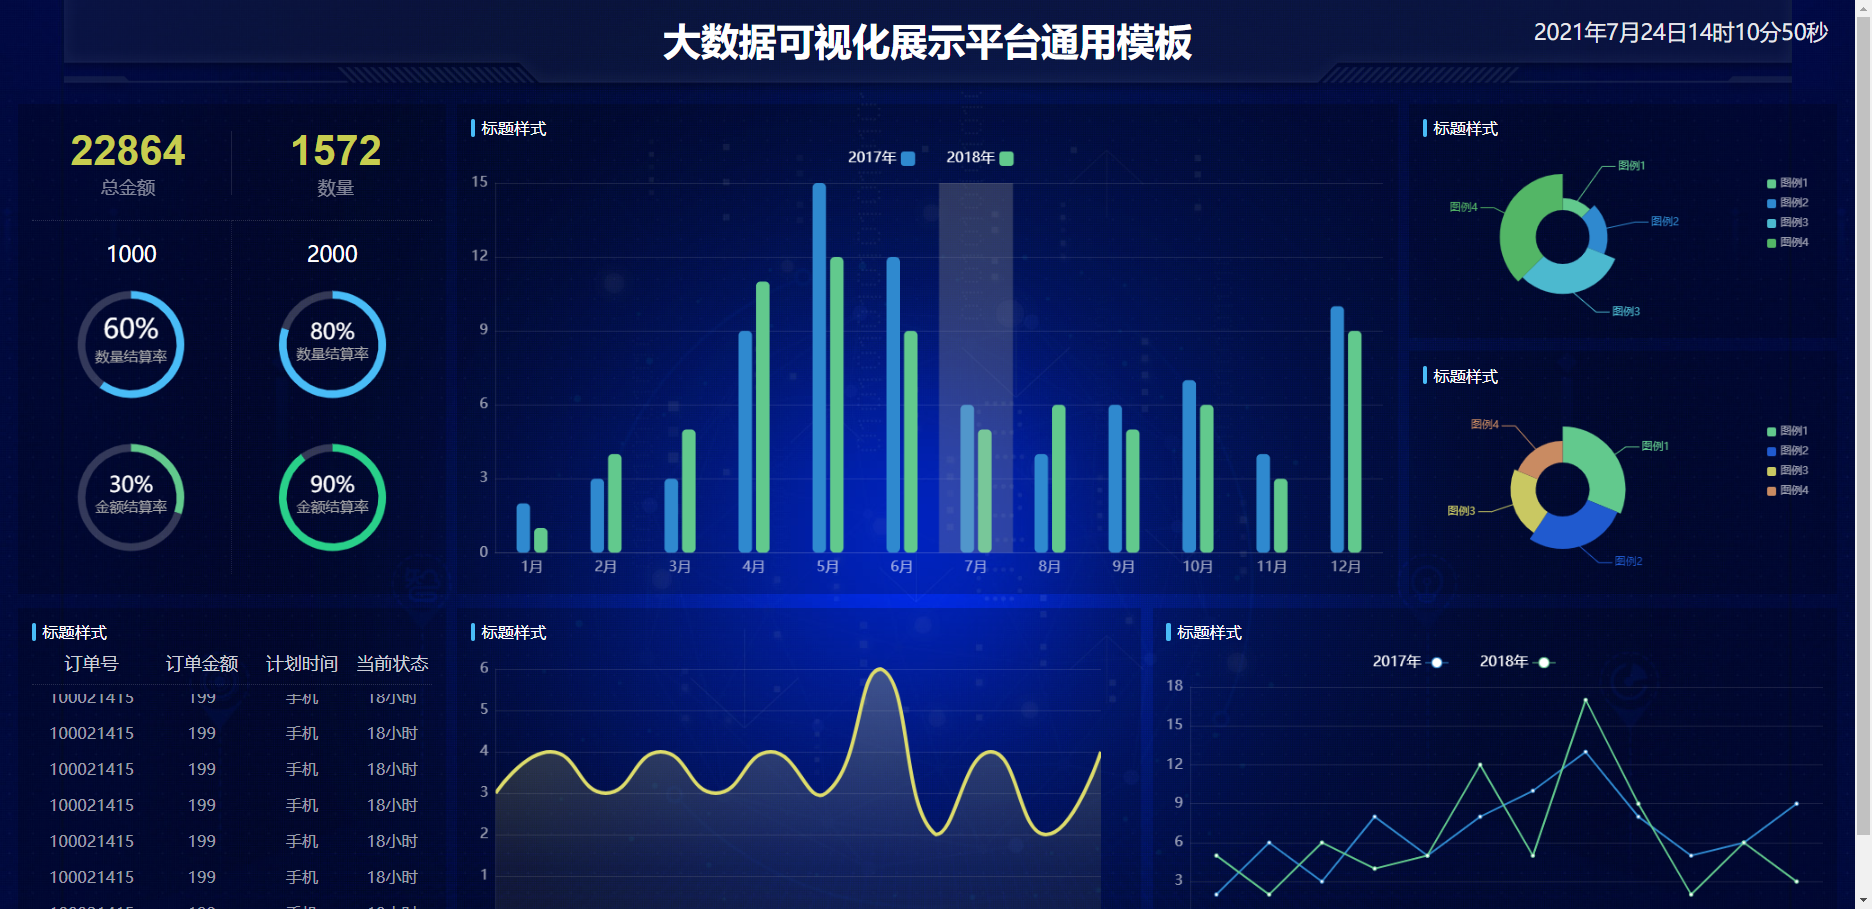 大数据可视化展示平台通用模板
2021年7月24日14时10分50秒
22864
总金额
1572
数量
1000
2000
60%
数量结算率
80%
数量结算率
30%
金额结算率
90%
金额结算率
标题样式
2017年
2018年
15
12
9
6
3
0
1月
2月
3月
4月
5月
6月
7月
8月
9月
10月
11月
12月
标题样式
图例1
图例2
图例3
图例4
图例1
图例2
图例3
图例4
标题样式
图例1
图例2
图例3
图例4
图例1
图例2
图例3
图例4
标题样式
订单号 订单金额 计划时间 当前状态
100021415 199 手机 18小时
100021415 199 手机 18小时
100021415 199 手机 18小时
100021415 199 手机 18小时
100021415 199 手机 18小时
100021415 199 手机 18小时
标题样式
6
5
4
3
2
1
标题样式
2017年
2018年
18
15
12
9
6
3